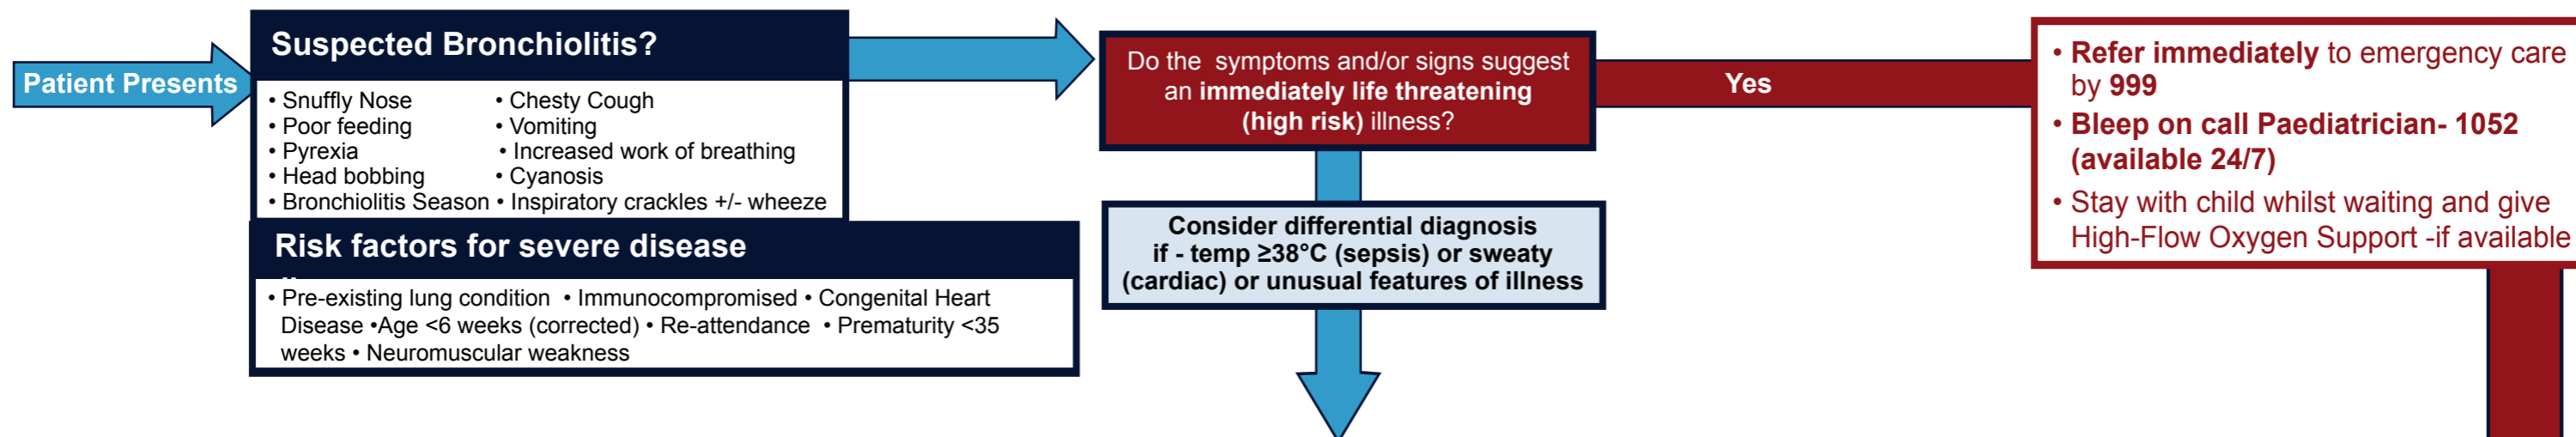 Patient Presents
Suspected Bronchiolitis?
• Snuffly Nose • Chesty Cough
• Poor feeding • Vomiting
• Pyrexia • Increased work of breathing
• Head bobbing • Cyanosis
• Bronchiolitis Season • Inspiratory crackles +/- wheeze
Risk factors for severe disease
• Pre-existing lung condition • Immunocompromised • Congenital Heart
Disease •Age <6 weeks (corrected) • Re-attendance • Prematurity <35
weeks • Neuromuscular weakness
Do the symptoms and/or signs suggest
an immediately life threatening
(high risk) illness?
Consider differential diagnosis
if - temp ≥38°C (sepsis) or sweaty
(cardiac) or unusual features of illness
Yes
• Refer immediately to emergency care
by 999
• Bleep on call Paediatrician- 1052
(available 24/7)
• Stay with child whilst waiting and give
High-Flow Oxygen Support -if available